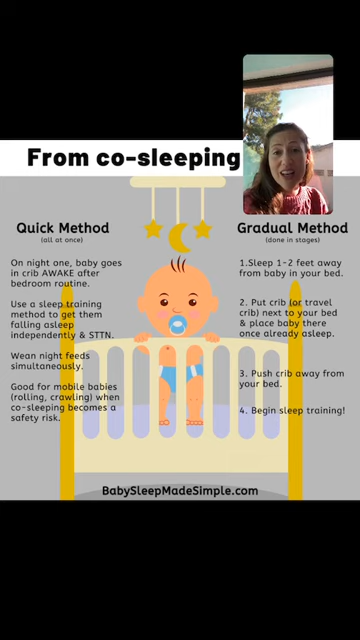 From co-sleeping
Quick Method
(all at once)
On night one, baby goes
in crib AWAKE after
bedroom routine.
Use a sleep training
method to get them
falling asleep
independently & STTN.
Wean night feeds
simultaneously.
Good for mobile babies
(rolling, crawling) when
co-sleeping becomes a
safety risk.
Gradual Method
(done in stages)
1.Sleep 1-2 feet away
from baby in your bed.
2. Put crib (or travel
crib) next to your bed
& place baby there
once already asleep.
3. Push crib away from
your bed.
4. Begin sleep training!
BabySleepMadeSimple.com